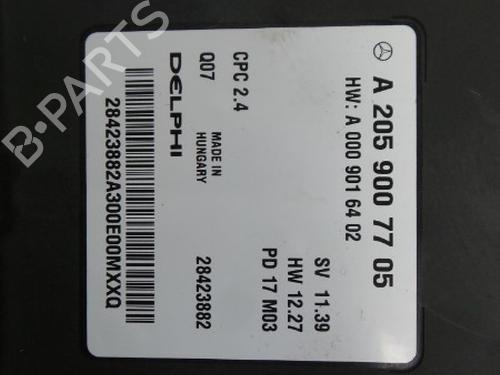 A 205 900 77 05
HW: A 000 901 64 02
SV 11.39
HW 12.27
PD 17 M03
CPC 2.4
Q07
MADE IN
HUNGARY
28423882
DELPHI
28423882A300E00MXXQ
B-PARTS